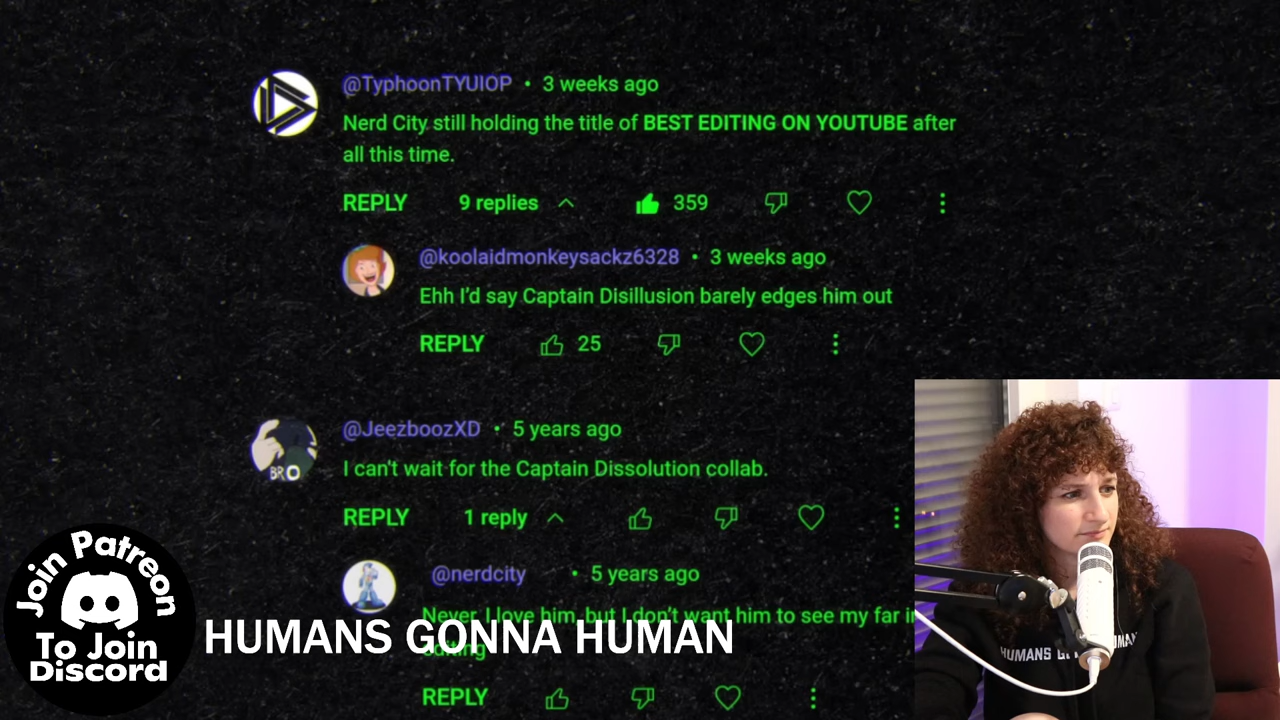 @TyphoonTYUIOP • 3 weeks ago
Nerd City still holding the title of BEST EDITING ON YOUTUBE after
all this time.
REPLY 9 replies 359
@koolaidmonkeysackz6328 • 3 weeks ago
Ehh I'd say Captain Disillusion barely edges him out
REPLY 25
@JeezboozXD • 5 years ago
I can't wait for the Captain Dissolution collab.
BRO
REPLY 1 reply
@nerdcity • 5 years ago
Never, I love him, but I don't want him to see my far
editing
REPLY
Join Patreon
To Join
Discord
HUMANS GONNA HUMAN
HUMANS